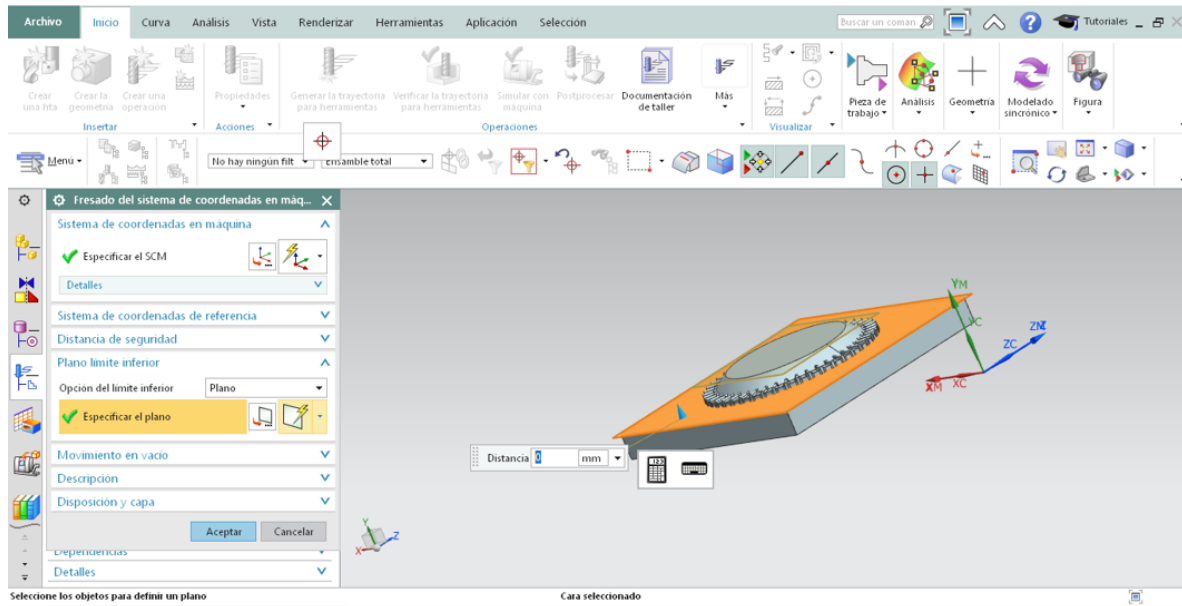 Archivo Inicio Curva Análisis Vista Renderizar Herramientas Aplicación Selección Buscar un coman Tutoriales
Crear una hta
Crear la geometría
Crear una operación
Propiedades
Generar la trayectoria para herramientas
Verificar la trayectoria para herramientas
Simular con máquina
Postprocesar
Documentación de taller
Más
Pieza de trabajo
Análisis
Geometría
Modelado sincrónico
Figura
Insertar Acciones Operaciones Visualizar
Menú No hay ningún filt Ensamble total
Fresado del sistema de coordenadas en máq...
Sistema de coordenadas en máquina
Especificar el SCM
Detalles
Sistema de coordenadas de referencia
Distancia de seguridad
Plano límite inferior
Opción del límite inferior Plano
Especificar el plano
Movimiento en vacío
Descripción
Disposición y capa
Aceptar Cancelar
Dependencias
Detalles
Distancia 0 mm
YM
YC
ZM
ZC
XM XC
Y
X Z
Seleccione los objetos para definir un plano Cara seleccionado